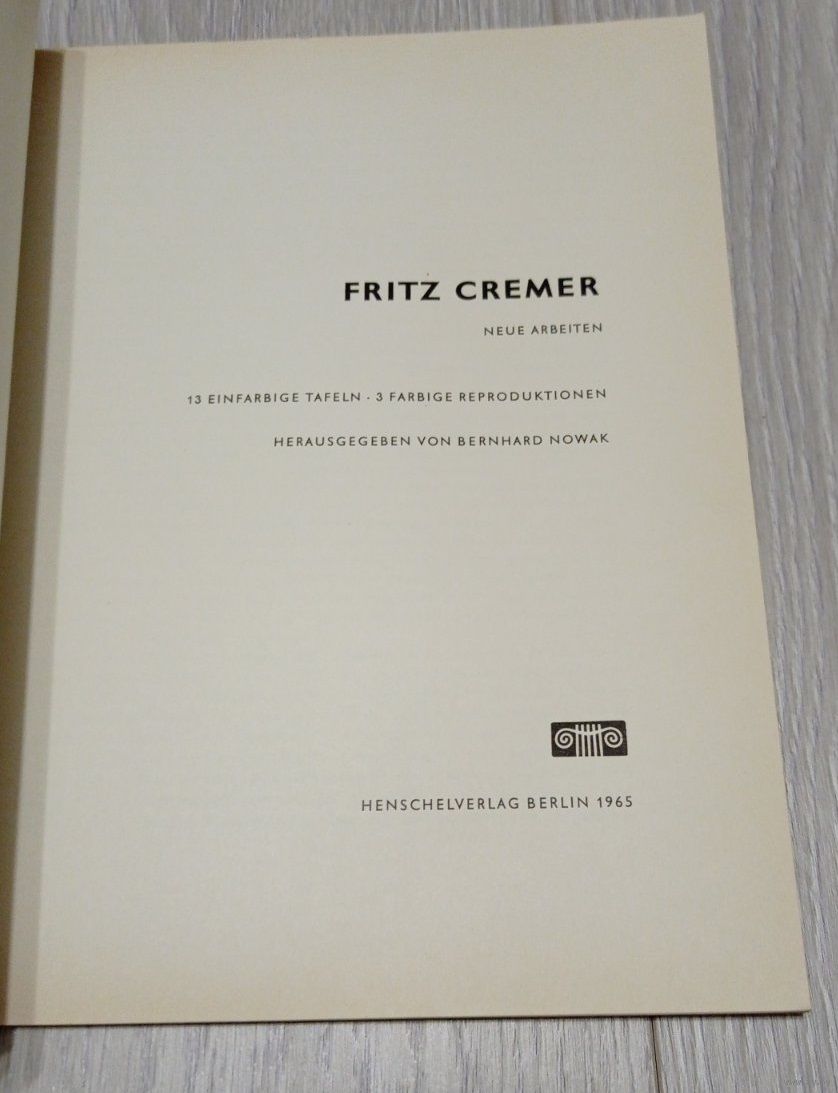 FRITZ CREMER
NEUE ARBEITEN
13 EINFARBIGE TAFELN · 3 FARBIGE REPRODUKTIONEN
HERAUSGEGEBEN VON BERNHARD NOWAK
HENSCHELVERLAG BERLIN 1965